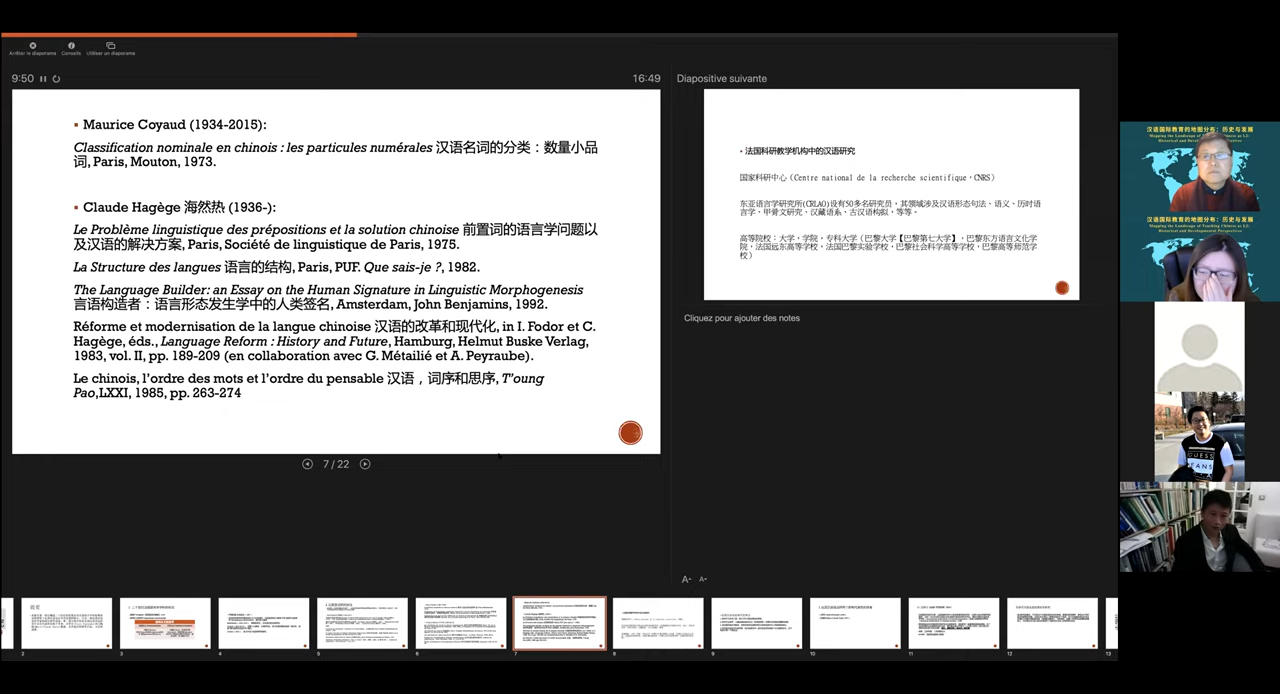 Arrêter le diaporama Conseils Utiliser un diaporama
9:50
16:49
Diapositive suivante
▪ Maurice Coyaud (1934-2015):
Classification nominale en chinois : les particules numérales 汉语名词的分类：数量小品
词, Paris, Mouton, 1973.
▪ Claude Hagège 海然热 (1936-):
Le Problème linguistique des prépositions et la solution chinoise 前置词的语言学问题以
及汉语的解决方案, Paris, Société de linguistique de Paris, 1975.
La Structure des langues 语言的结构, Paris, PUF. Que sais-je ?, 1982.
The Language Builder: an Essay on the Human Signature in Linguistic Morphogenesis
言语构造者：语言形态发生学中的人类签名, Amsterdam, John Benjamins, 1992.
Réforme et modernisation de la langue chinoise 汉语的改革和现代化, in I. Fodor et C.
Hagège, éds., Language Reform : History and Future, Hamburg, Helmut Buske Verlag,
1983, vol. II, pp. 189-209 (en collaboration avec G. Métailié et A. Peyraube).
Le chinois, l'ordre des mots et l'ordre du pensable 汉语，词序和思序, T'oung
Pao,LXXI, 1985, pp. 263-274
7 / 22
▪ 法国科研教学机构中的汉语研究
国家科研中心（Centre national de la recherche scientifique，CNRS）
东亚语言学研究所(CRLAO)设有50多名研究员，其领域涉及汉语形态句法、语义、历时语
言学，甲骨文研究、汉藏语系、古汉语构拟，等等。
高等院校：大学，学院，专科大学（巴黎大学【巴黎第七大学】，巴黎东方语言文化学
院，法国远东高等学校，法国巴黎实验学校，巴黎社会科学高等学校，巴黎高等师范学
校）
Cliquez pour ajouter des notes
汉语国际教育的地图分布：历史与发展
汉语国际教育的地图分布：历史与发展
GUESS
JEANS
2
3
4
5
6
7
8
9
10
11
12
13